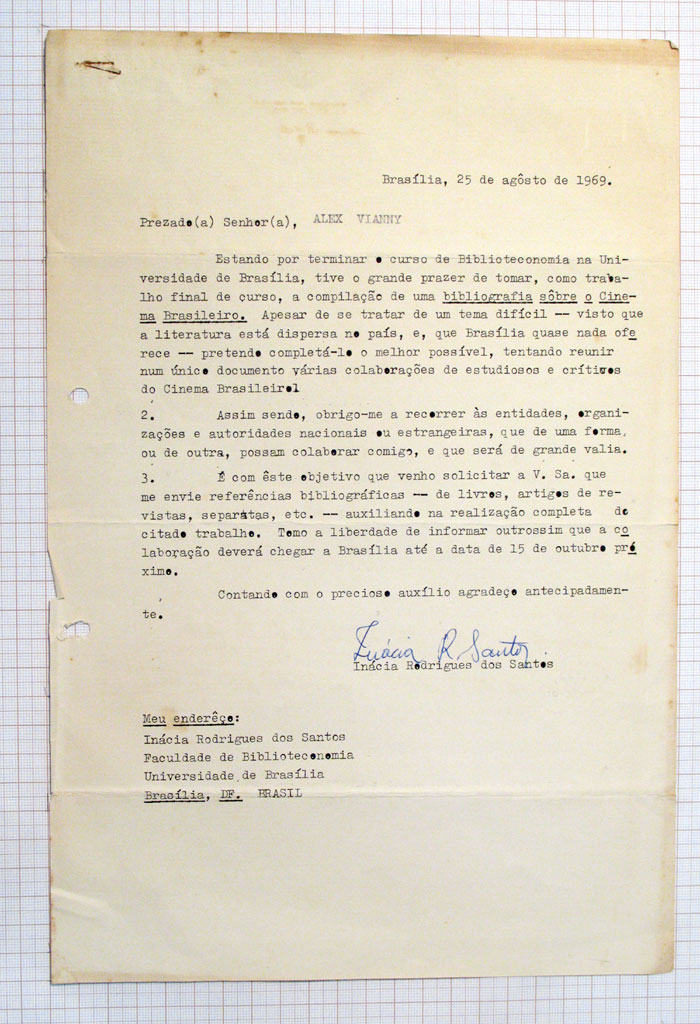 Brasília, 25 de agôsto de 1969.
Prezado(a) Senhor(a), ALEX VIANNY
Estando por terminar o curso de Biblioteconomia na Uni-
versidade de Brasília, tive o grande prazer de tomar, como traba-
lho final de curso, a compilação de uma bibliografia sôbre o Cine-
ma Brasileiro. Apesar de se tratar de um tema difícil -- visto que
a literatura está dispersa no país, e, que Brasília quase nada ofe
rece -- pretendo completá-lo o melhor possível, tentando reunir
num único documento várias colaborações de estudiosos e críticos
do Cinema Brasileirol
2. Assim sendo, obrigo-me a recorrer às entidades, organi-
zações e autoridades nacionais ou estrangeiras, que de uma forma,
ou de outra, possam colaborar comigo, e que será de grande valia.
3. É com êste objetivo que venho solicitar a V. Sa. que
me envie referências bibliográficas -- de livros, artigos de re-
vistas, separatas, etc. -- auxiliando na realização completa do
citado trabalho. Tomo a liberdade de informar outrossim que a co
laboração deverá chegar a Brasília até a data de 15 de outubro pró
ximo.
Contando com o precioso auxílio agradeço antecipadamen-
te.
Inácia R. Santos
Inácia Rodrigues dos Santos
Meu enderêço:
Inácia Rodrigues dos Santos
Faculdade de Biblioteconomia
Universidade de Brasília
Brasília, DF. BRASIL